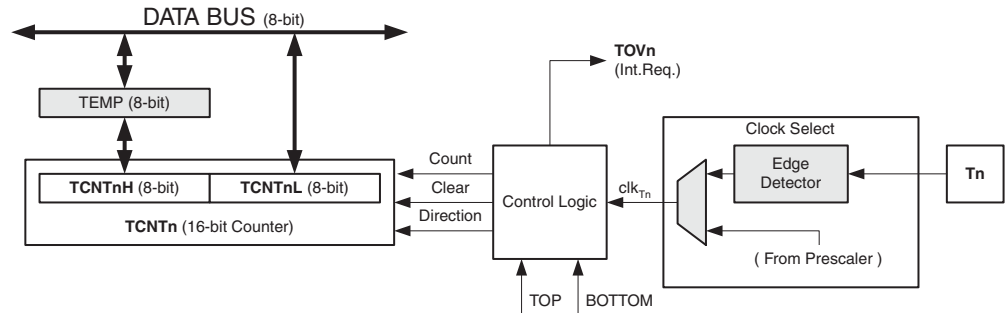 DATA BUS (8-bit)
TEMP (8-bit)
TCNTnH (8-bit)
TCNTnL (8-bit)
TCNTn (16-bit Counter)
Count
Clear
Direction
Control Logic
TOVn
(Int.Req.)
TOP
BOTTOM
clkTn
Clock Select
Edge
Detector
( From Prescaler )
Tn